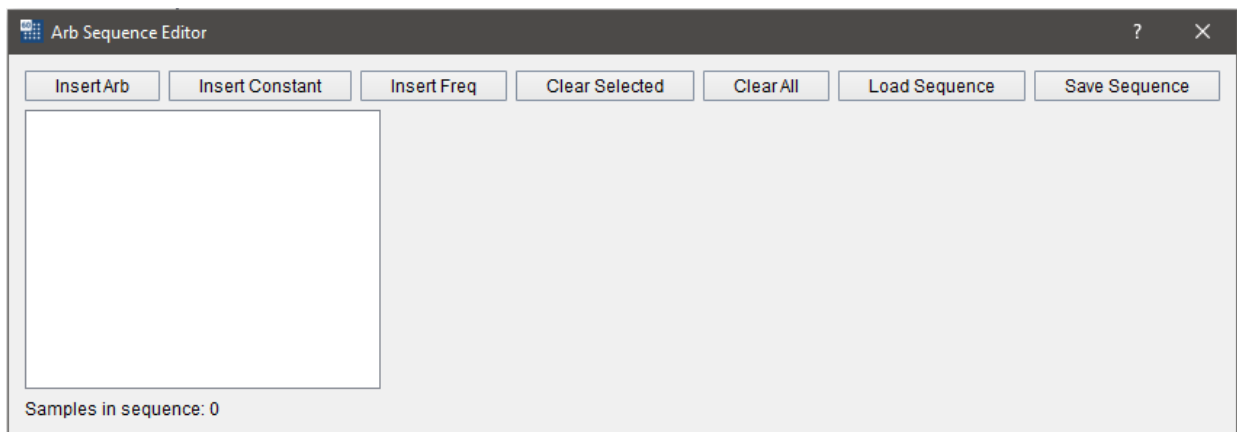 Arb Sequence Editor ?
Insert Arb Insert Constant Insert Freq Clear Selected Clear All Load Sequence Save Sequence
Samples in sequence: 0